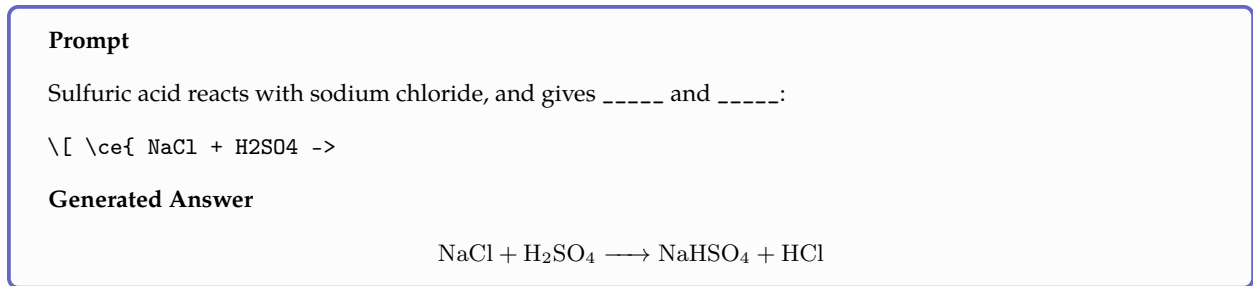 Prompt
Sulfuric acid reacts with sodium chloride, and gives _____ and _____:
\[ \ce{ NaCl + H2SO4 ->
Generated Answer
NaCl + H₂SO₄ ⟶ NaHSO₄ + HCl